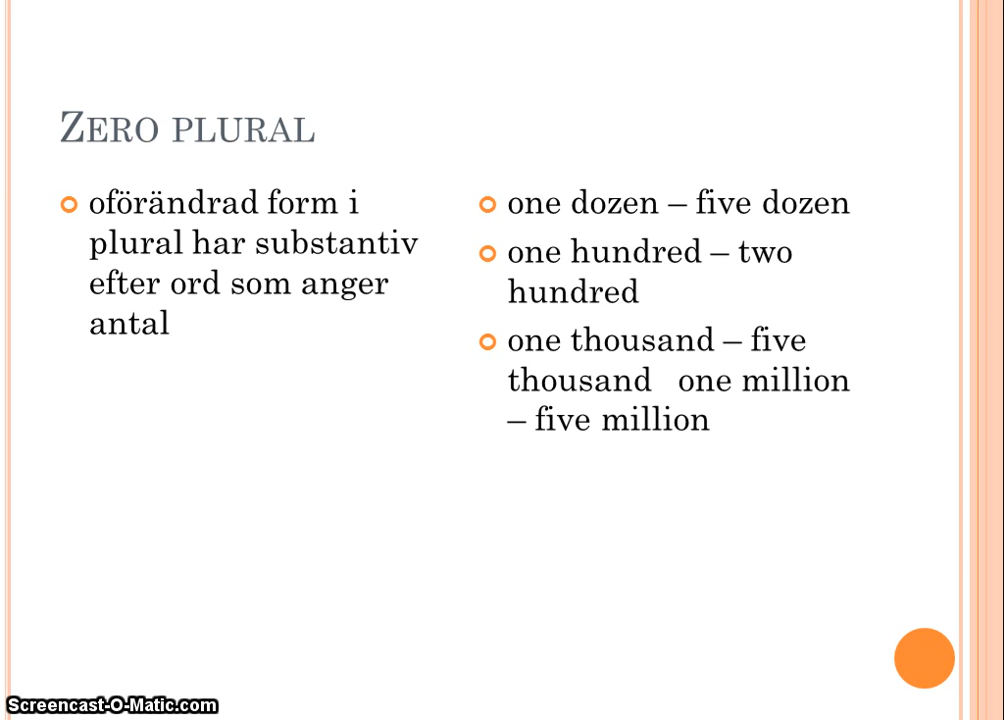 ZERO PLURAL
oförändrad form i
plural har substantiv
efter ord som anger
antal
one dozen – five dozen
one hundred – two
hundred
one thousand – five
thousand   one million
– five million
Screencast-O-Matic.com